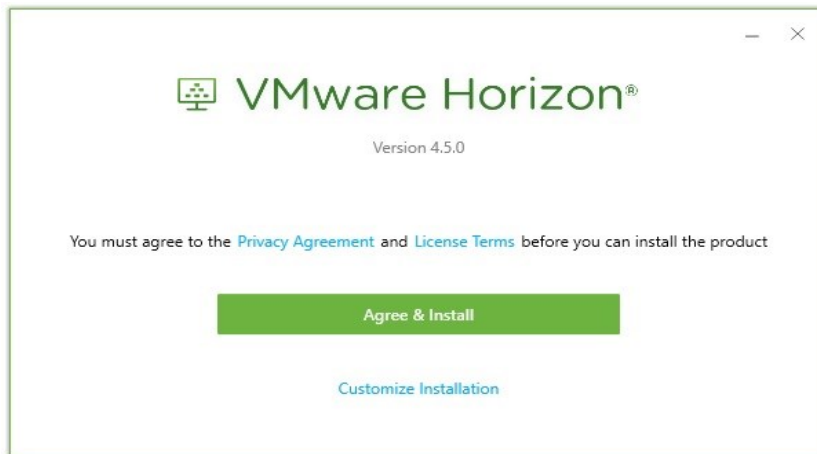 VMware Horizon®
Version 4.5.0
You must agree to the Privacy Agreement and License Terms before you can install the product
Agree & Install
Customize Installation